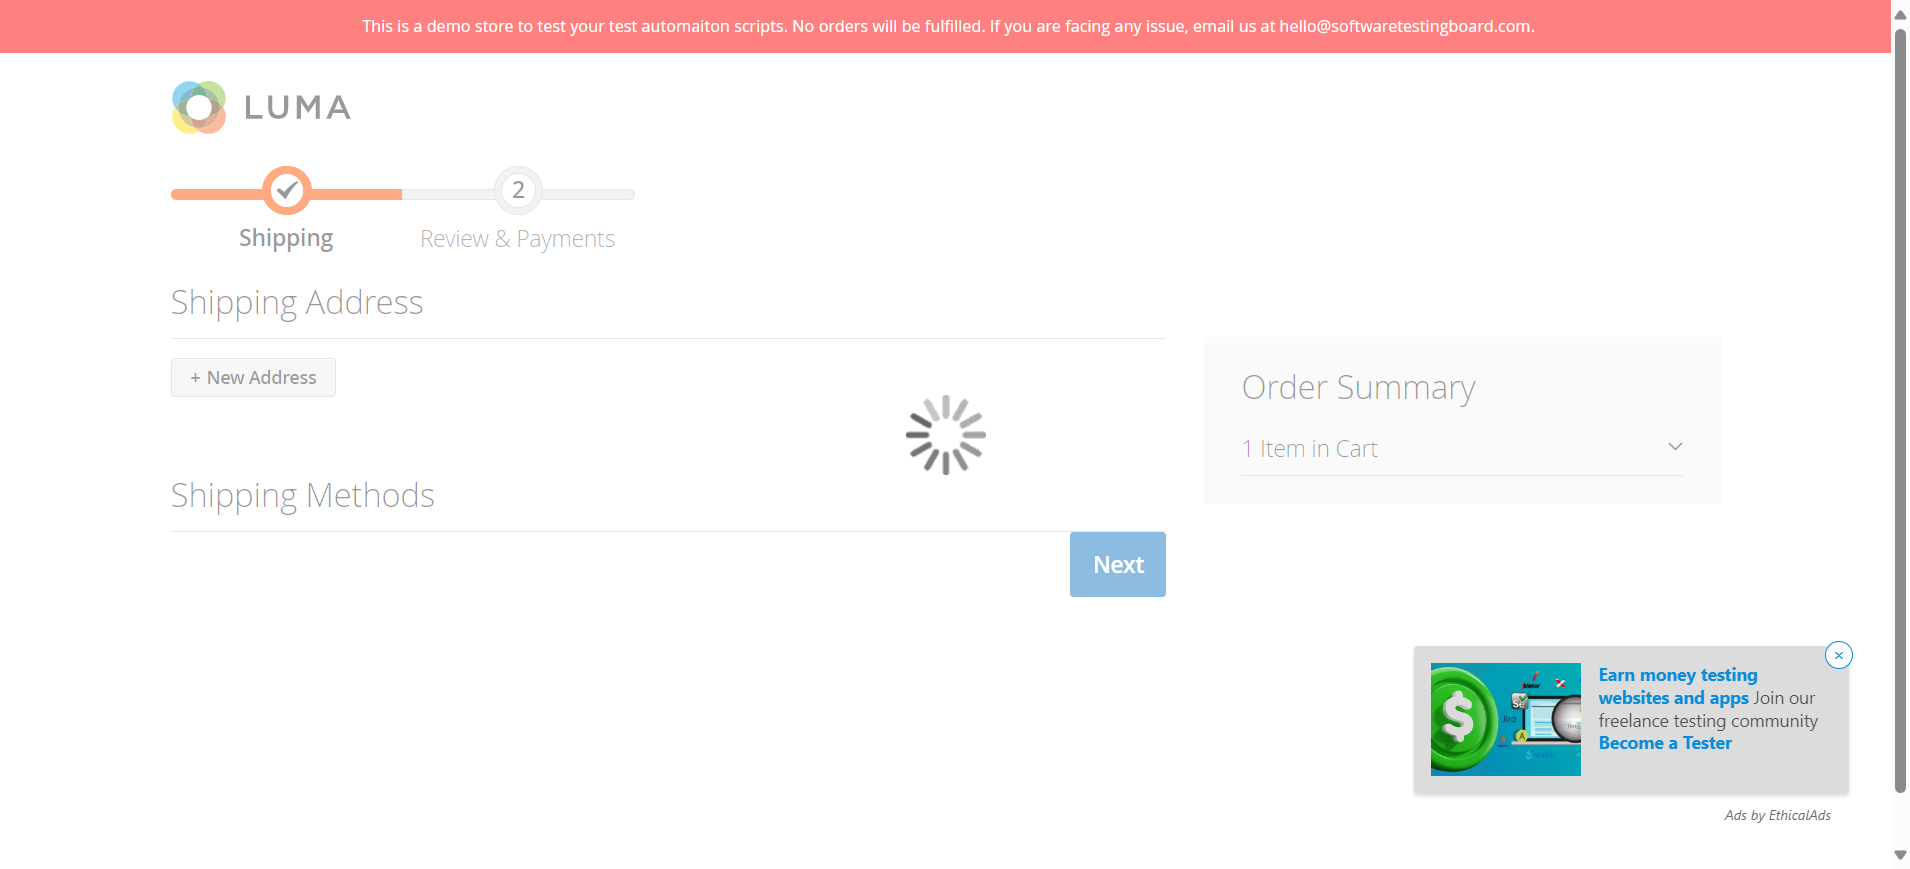 This is a demo store to test your test automaiton scripts. No orders will be fulfilled. If you are facing any issue, email us at hello@softwaretestingboard.com.
LUMA
2
Shipping
Review & Payments
Shipping Address
+ New Address
Order Summary
1 Item in Cart
Shipping Methods
Next
Earn money testing
websites and apps Join our
freelance testing community
Become a Tester
Ads by EthicalAds